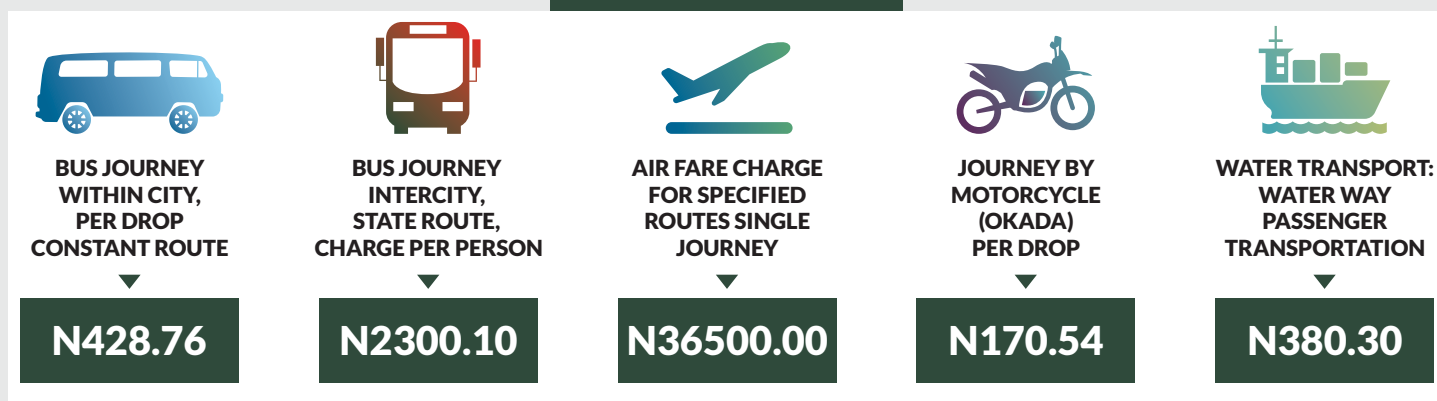 BUS JOURNEY
WITHIN CITY,
PER DROP
CONSTANT ROUTE
N428.76
BUS JOURNEY
INTERCITY,
STATE ROUTE,
CHARGE PER PERSON
N2300.10
AIR FARE CHARGE
FOR SPECIFIED
ROUTES SINGLE
JOURNEY
N36500.00
JOURNEY BY
MOTORCYCLE
(OKADA)
PER DROP
N170.54
WATER TRANSPORT:
WATER WAY
PASSENGER
TRANSPORTATION
N380.30